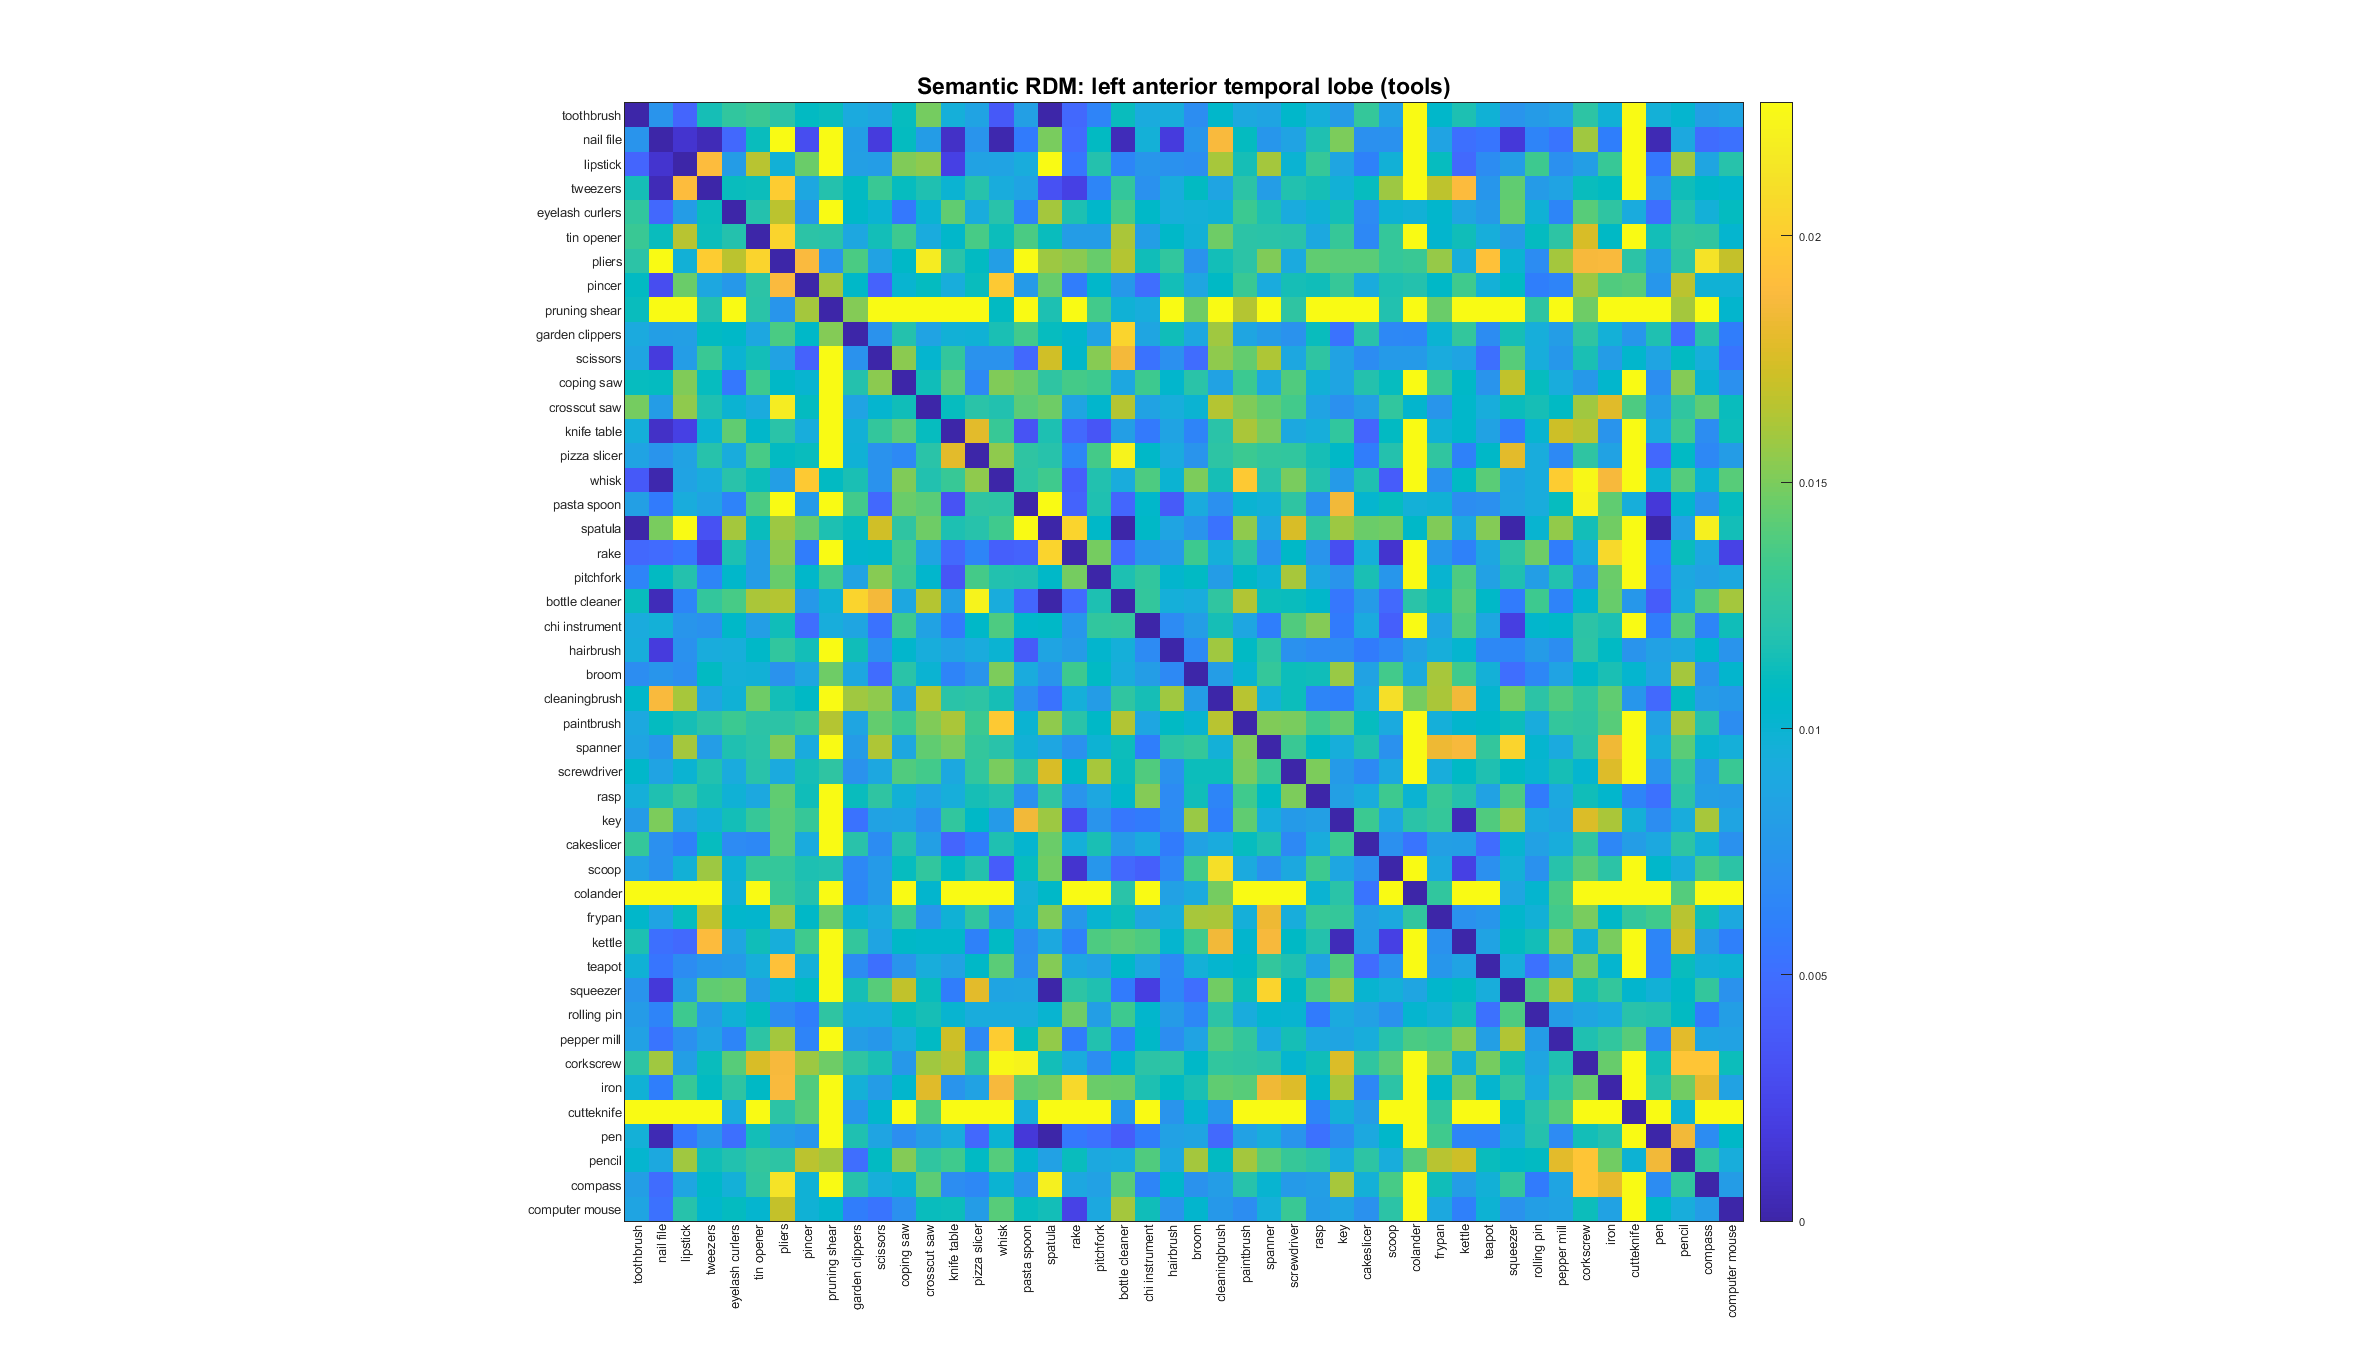 Semantic RDM: left anterior temporal lobe (tools)
toothbrush
nail file
lipstick
tweezers
eyelash curlers
tin opener
pliers
pincer
pruning shear
garden clippers
scissors
coping saw
crosscut saw
knife table
pizza slicer
whisk
pasta spoon
spatula
rake
pitchfork
bottle cleaner
chi instrument
hairbrush
broom
cleaningbrush
paintbrush
spanner
screwdriver
rasp
key
cakeslicer
scoop
colander
frypan
kettle
teapot
squeezer
rolling pin
pepper mill
corkscrew
iron
cutteknife
pen
pencil
compass
computer mouse
toothbrush
nail file
lipstick
tweezers
eyelash curlers
tin opener
pliers
pincer
pruning shear
garden clippers
scissors
coping saw
crosscut saw
knife table
pizza slicer
whisk
pasta spoon
spatula
rake
pitchfork
bottle cleaner
chi instrument
hairbrush
broom
cleaningbrush
paintbrush
spanner
screwdriver
rasp
key
cakeslicer
scoop
colander
frypan
kettle
teapot
squeezer
rolling pin
pepper mill
corkscrew
iron
cutteknife
pen
pencil
compass
computer mouse
0.02
0.015
0.01
0.005
0